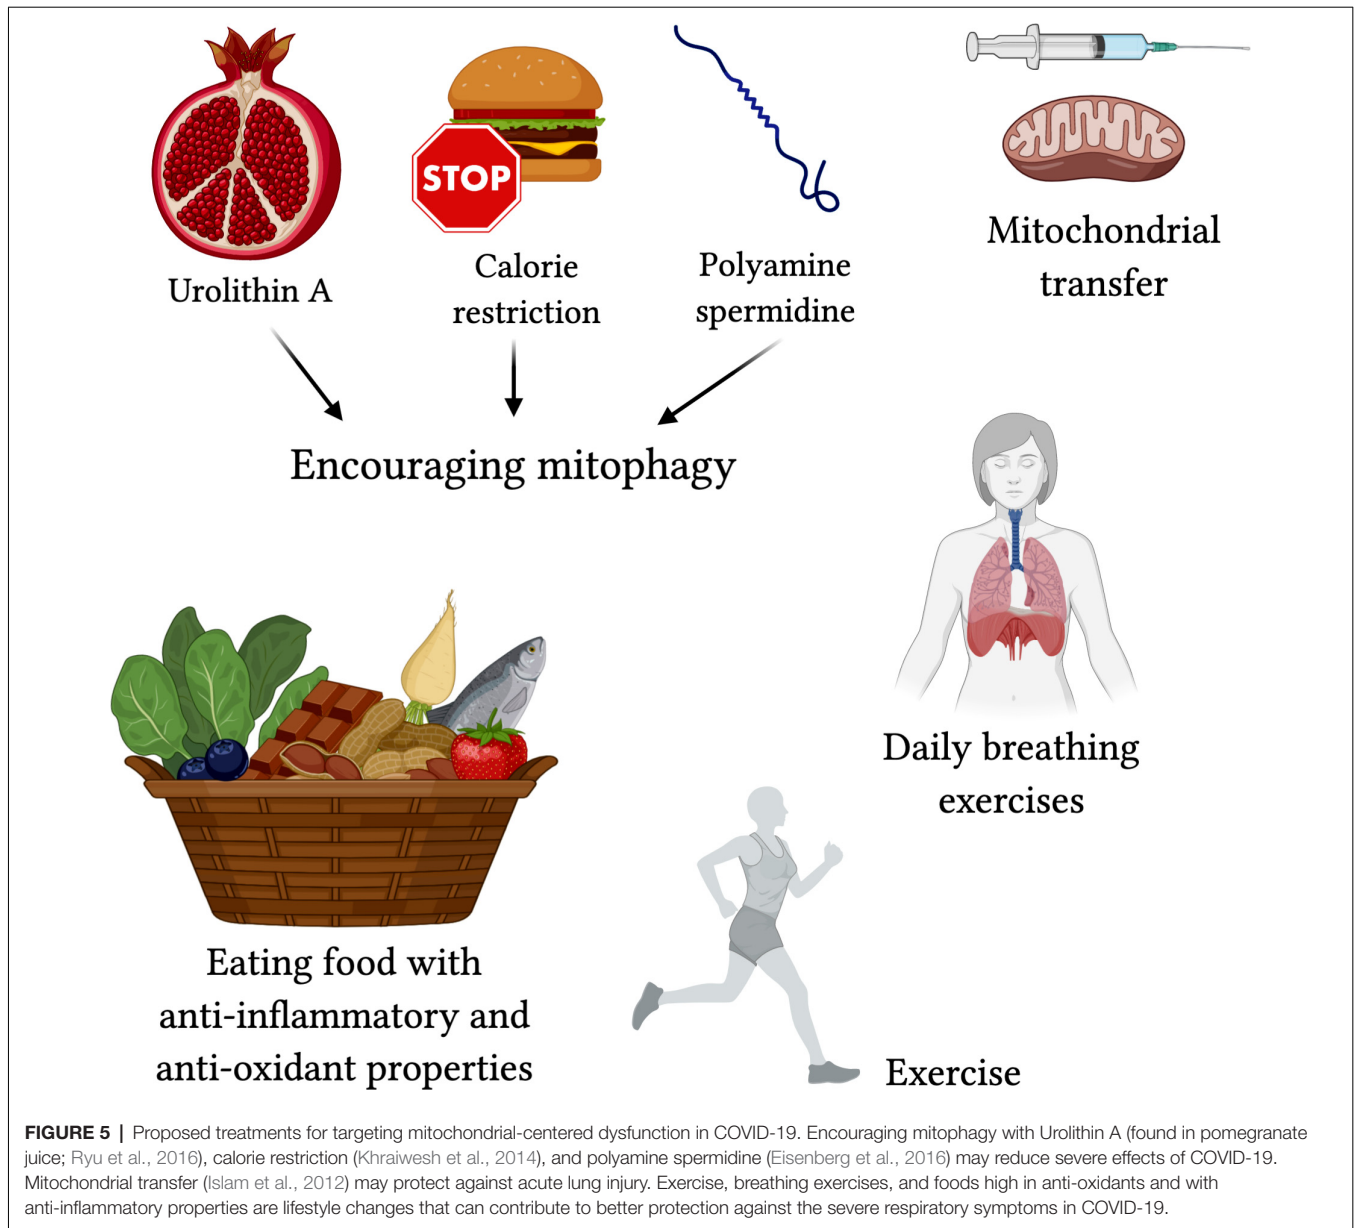 STOP
Urolithin A
Calorie
restriction
Polyamine
spermidine
Mitochondrial
transfer
Encouraging mitophagy
Daily breathing
exercises
Eating food with
anti-inflammatory and
anti-oxidant properties
Exercise
FIGURE 5 | Proposed treatments for targeting mitochondrial-centered dysfunction in COVID-19. Encouraging mitophagy with Urolithin A (found in pomegranate
juice; Ryu et al., 2016), calorie restriction (Khraiwesh et al., 2014), and polyamine spermidine (Eisenberg et al., 2016) may reduce severe effects of COVID-19.
Mitochondrial transfer (Islam et al., 2012) may protect against acute lung injury. Exercise, breathing exercises, and foods high in anti-oxidants and with
anti-inflammatory properties are lifestyle changes that can contribute to better protection against the severe respiratory symptoms in COVID-19.